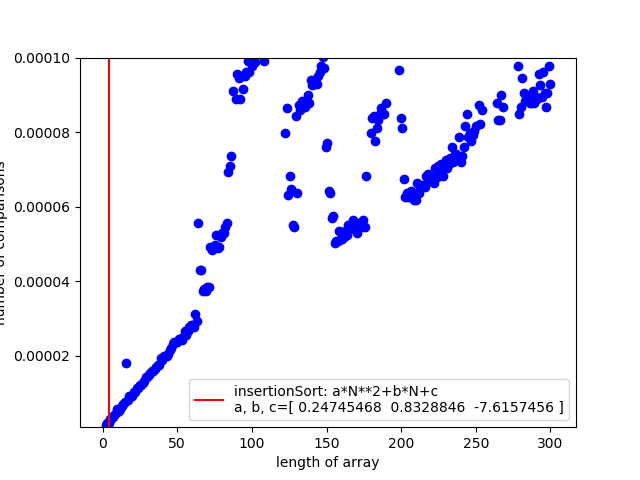 0.00010
0.00008
0.00006
0.00004
0.00002
number of comparisons
0 50 100 150 200 250 300
length of array
insertionSort: a*N**2+b*N+c
a, b, c=[ 0.24745468 0.8328846 -7.6157456 ]